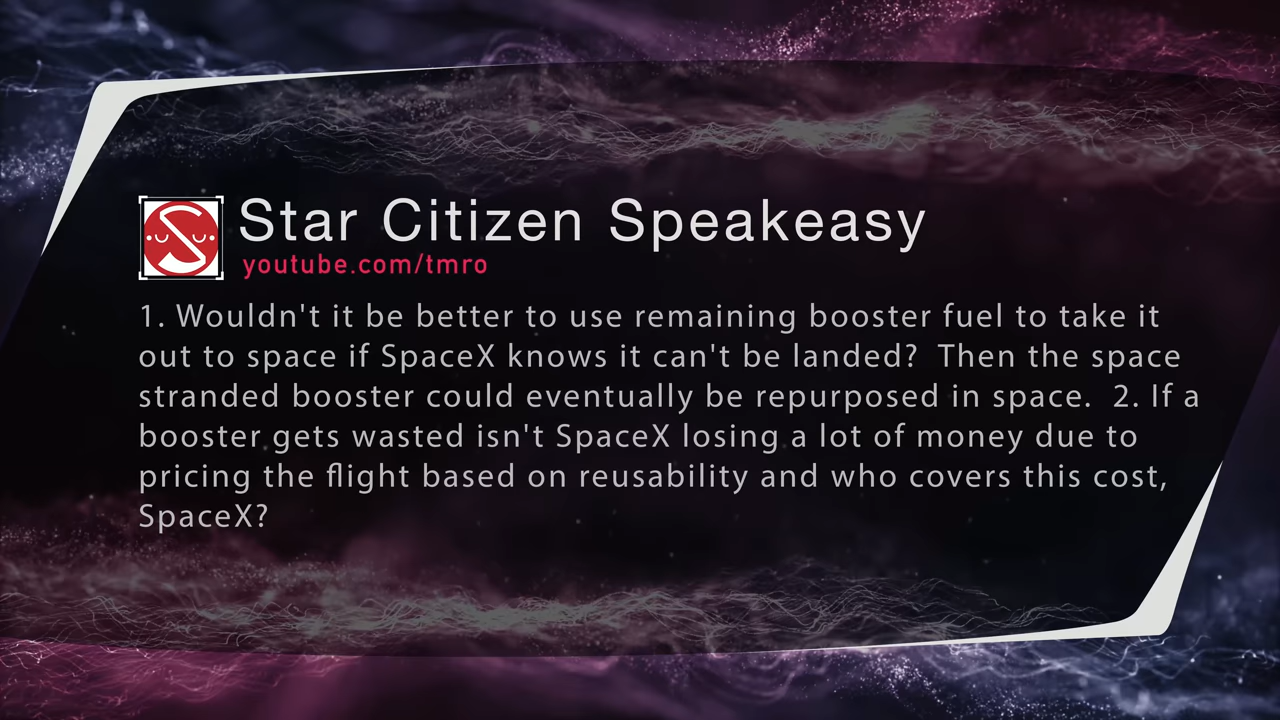 Star Citizen Speakeasy
youtube.com/tmro
1. Wouldn't it be better to use remaining booster fuel to take it
out to space if SpaceX knows it can't be landed?  Then the space
stranded booster could eventually be repurposed in space.  2. If a
booster gets wasted isn't SpaceX losing a lot of money due to
pricing the flight based on reusability and who covers this cost,
SpaceX?